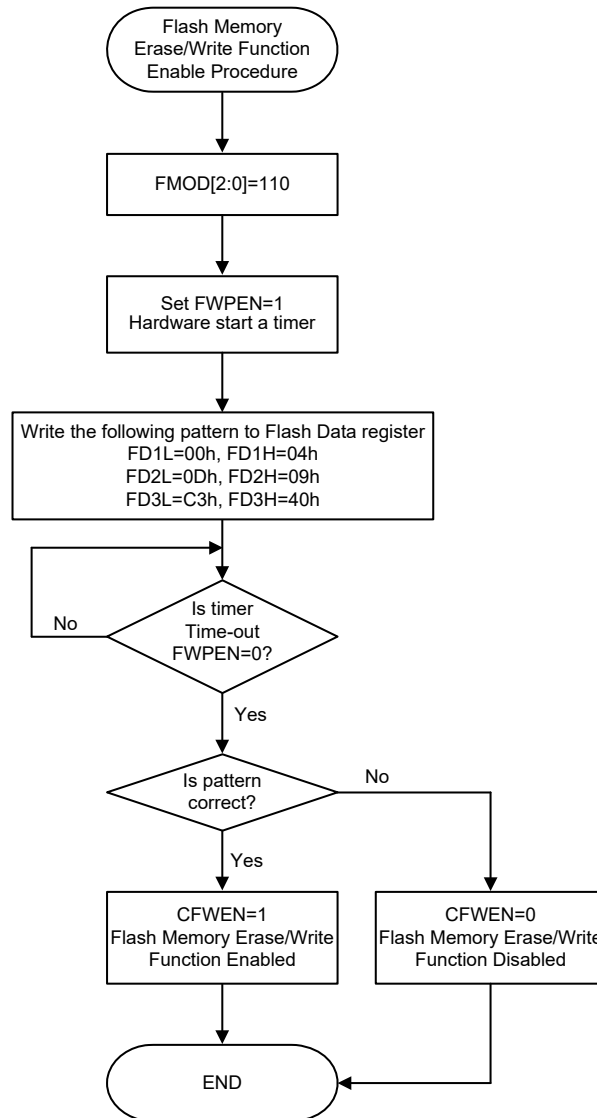 Flash Memory
Erase/Write Function
Enable Procedure
FMOD[2:0]=110
Set FWPEN=1
Hardware start a timer
Write the following pattern to Flash Data register
FD1L=00h, FD1H=04h
FD2L=0Dh, FD2H=09h
FD3L=C3h, FD3H=40h
Is timer
Time-out
FWPEN=0?
No
Yes
Is pattern
correct?
No
Yes
CFWEN=1
Flash Memory Erase/Write
Function Enabled
CFWEN=0
Flash Memory Erase/Write
Function Disabled
END